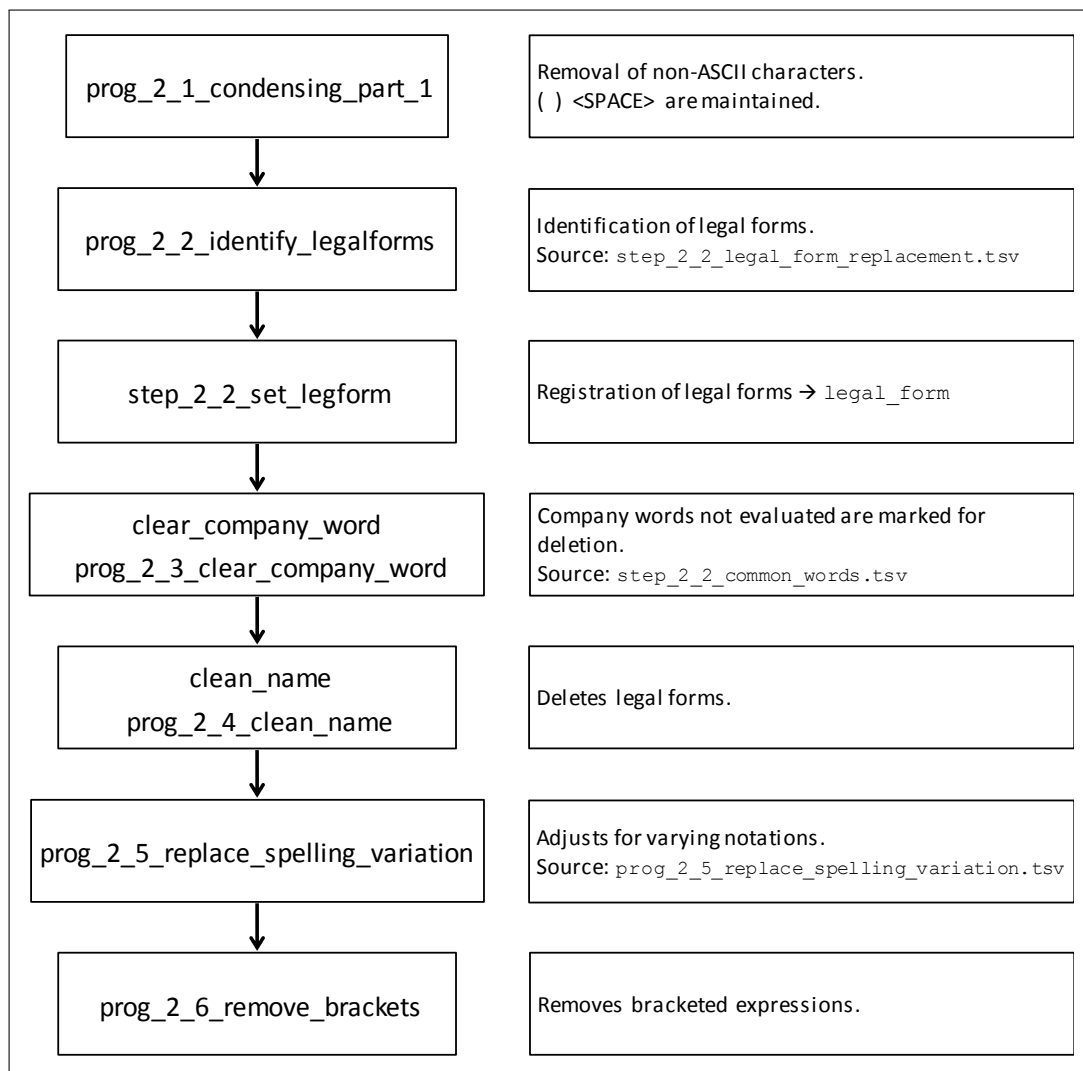 prog_2_1_condensing_part_1
Removal of non-ASCII characters.
( ) <SPACE> are maintained.
prog_2_2_identify_legalforms
Identification of legal forms.
Source: step_2_2_legal_form_replacement.tsv
step_2_2_set_legform
Registration of legal forms → legal_form
clear_company_word
prog_2_3_clear_company_word
Company words not evaluated are marked for
deletion.
Source: step_2_2_common_words.tsv
clean_name
prog_2_4_clean_name
Deletes legal forms.
prog_2_5_replace_spelling_variation
Adjusts for varying notations.
Source: prog_2_5_replace_spelling_variation.tsv
prog_2_6_remove_brackets
Removes bracketed expressions.